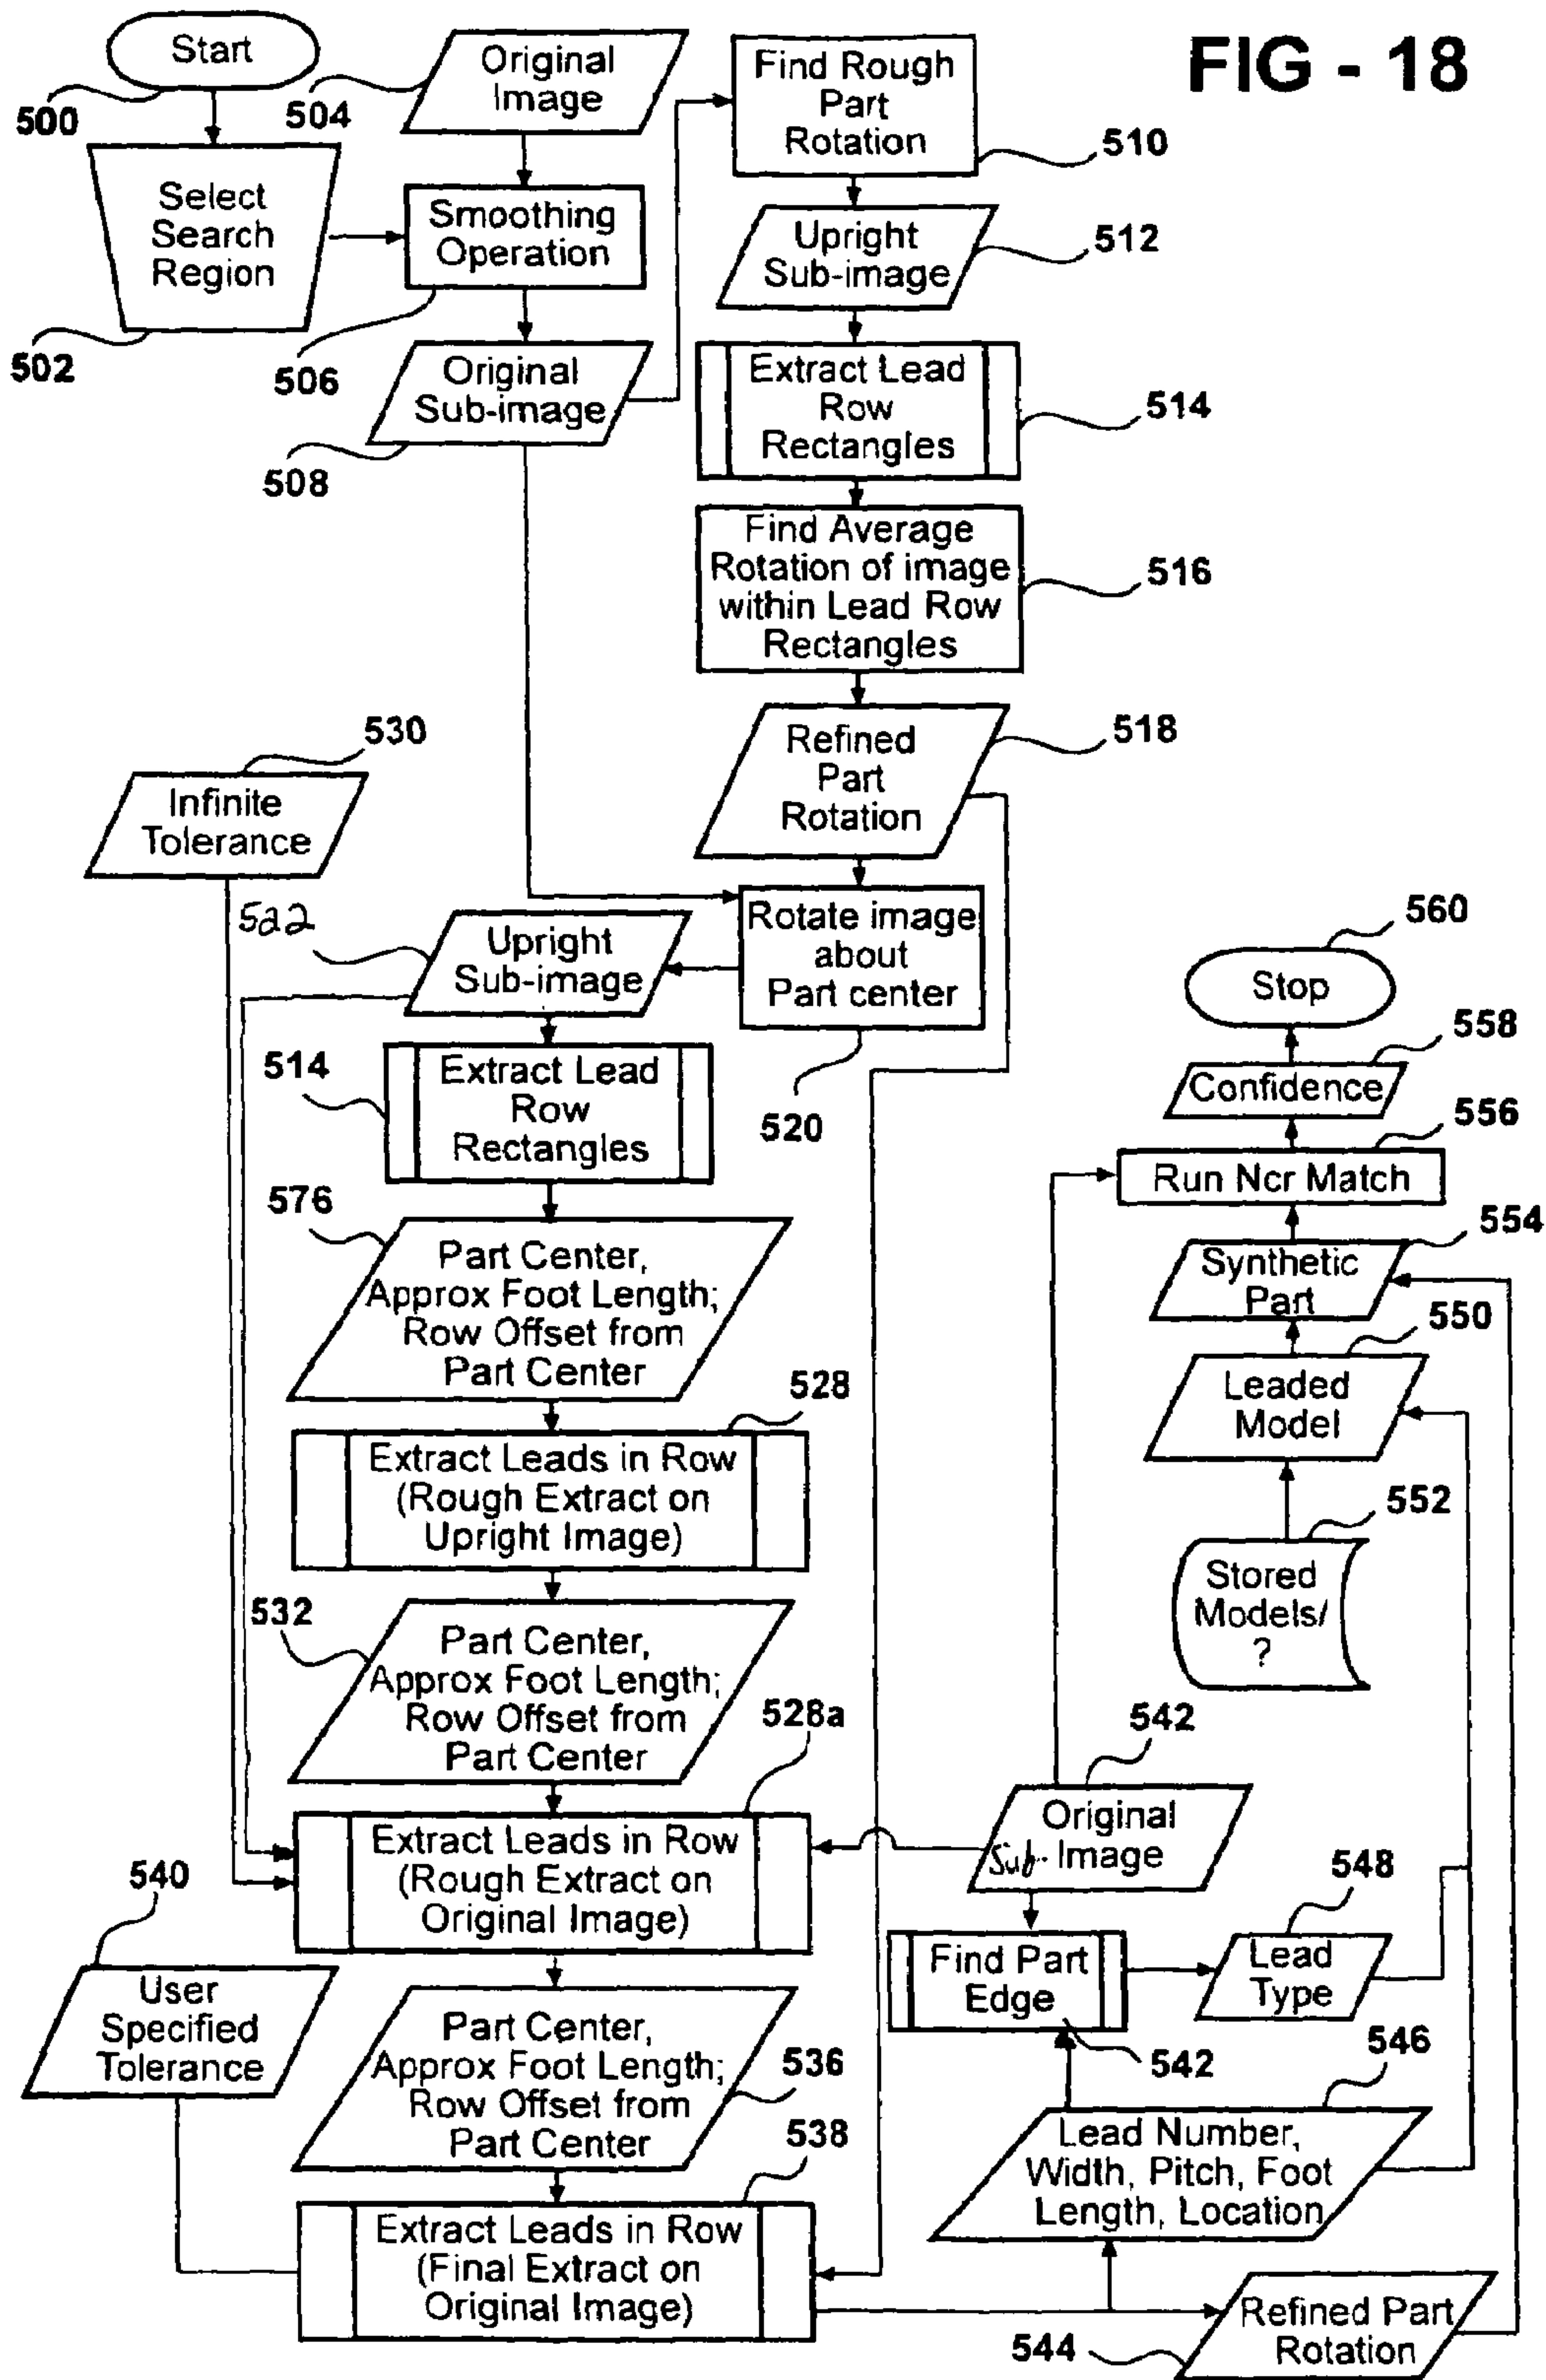 FIG - 18
Start
500
Select
Search
Region
502
504
Original
Image
Smoothing
Operation
506
Original
Sub-image
508
Find Rough
Part
Rotation
510
Upright
Sub-image
512
Extract Lead
Row
Rectangles
514
Find Average
Rotation of image
within Lead Row
Rectangles
516
Refined
Part
Rotation
518
530
Infinite
Tolerance
522
Upright
Sub-image
Rotate image
about
Part center
520
514
Extract Lead
Row
Rectangles
576
Part Center,
Approx Foot Length;
Row Offset from
Part Center
528
Extract Leads in Row
(Rough Extract on
Upright Image)
532
Part Center,
Approx Foot Length;
Row Offset from
Part Center
528a
Extract Leads in Row
(Rough Extract on
Original Image)
540
User
Specified
Tolerance
Part Center,
Approx Foot Length;
Row Offset from
Part Center
536
538
Extract Leads in Row
(Final Extract on
Original Image)
560
Stop
558
Confidence
556
Run Ncr Match
554
Synthetic
Part
550
Leaded
Model
552
Stored
Models/
?
542
Original
Sub-Image
Find Part
Edge
542
548
Lead
Type
546
Lead Number,
Width, Pitch, Foot
Length, Location
544
Refined Part
Rotation